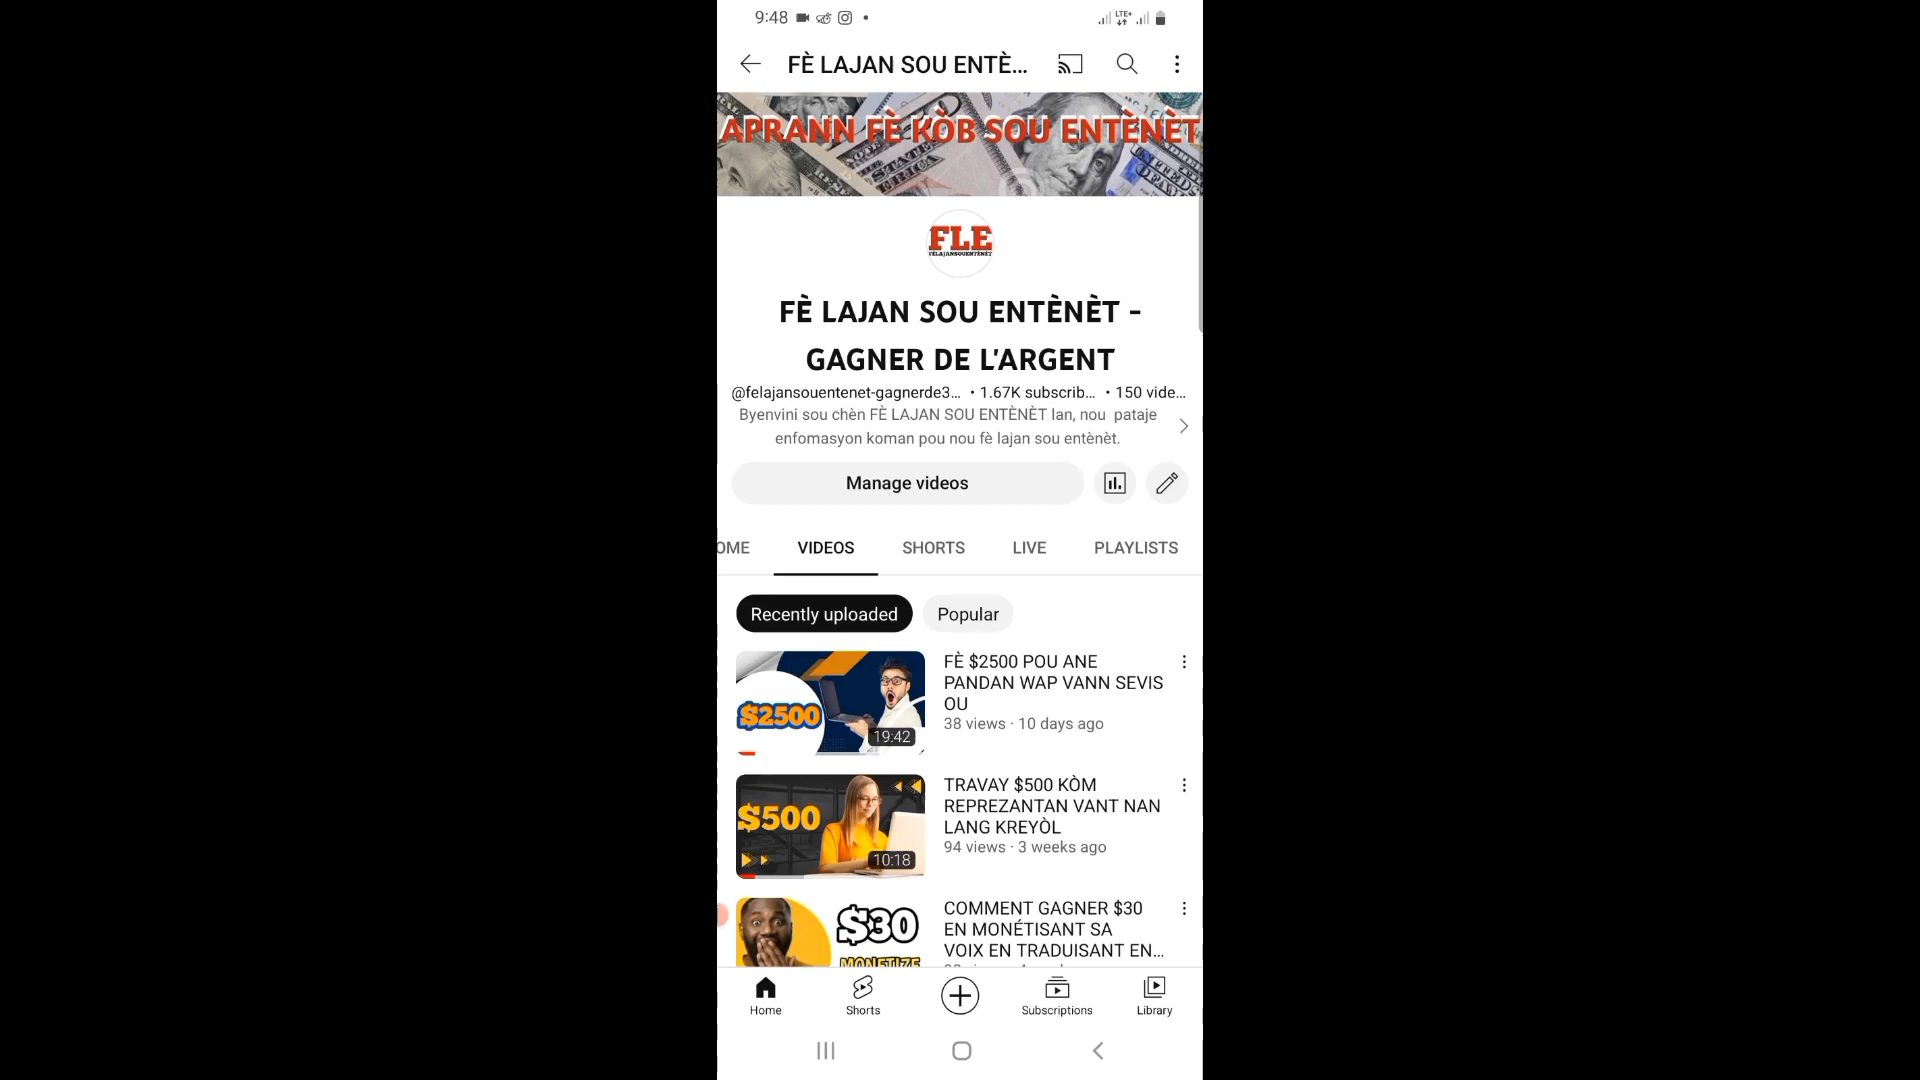 9:48
LTE+
FÈ LAJAN SOU ENTÈ...
APRANN FÈ KÒB SOU ENTÈNÈT
FLE
FÈLAJANSOUENTÈNÈT
FÈ LAJAN SOU ENTÈNÈT -
GAGNER DE L'ARGENT
@felajansouentenet-gagnerde3... • 1.67K subscrib... • 150 vide...
Byenvini sou chèn FÈ LAJAN SOU ENTÈNÈT lan, nou pataje
enfomasyon koman pou nou fè lajan sou entènèt.
Manage videos
OME VIDEOS SHORTS LIVE PLAYLISTS
Recently uploaded Popular
$2500
19:42
FÈ $2500 POU ANE
PANDAN WAP VANN SEVIS
OU
38 views · 10 days ago
$500
10:18
TRAVAY $500 KÒM
REPREZANTAN VANT NAN
LANG KREYÒL
94 views · 3 weeks ago
$30
MONETIZE
COMMENT GAGNER $30
EN MONÉTISANT SA
VOIX EN TRADUISANT EN...
Home Shorts Subscriptions Library